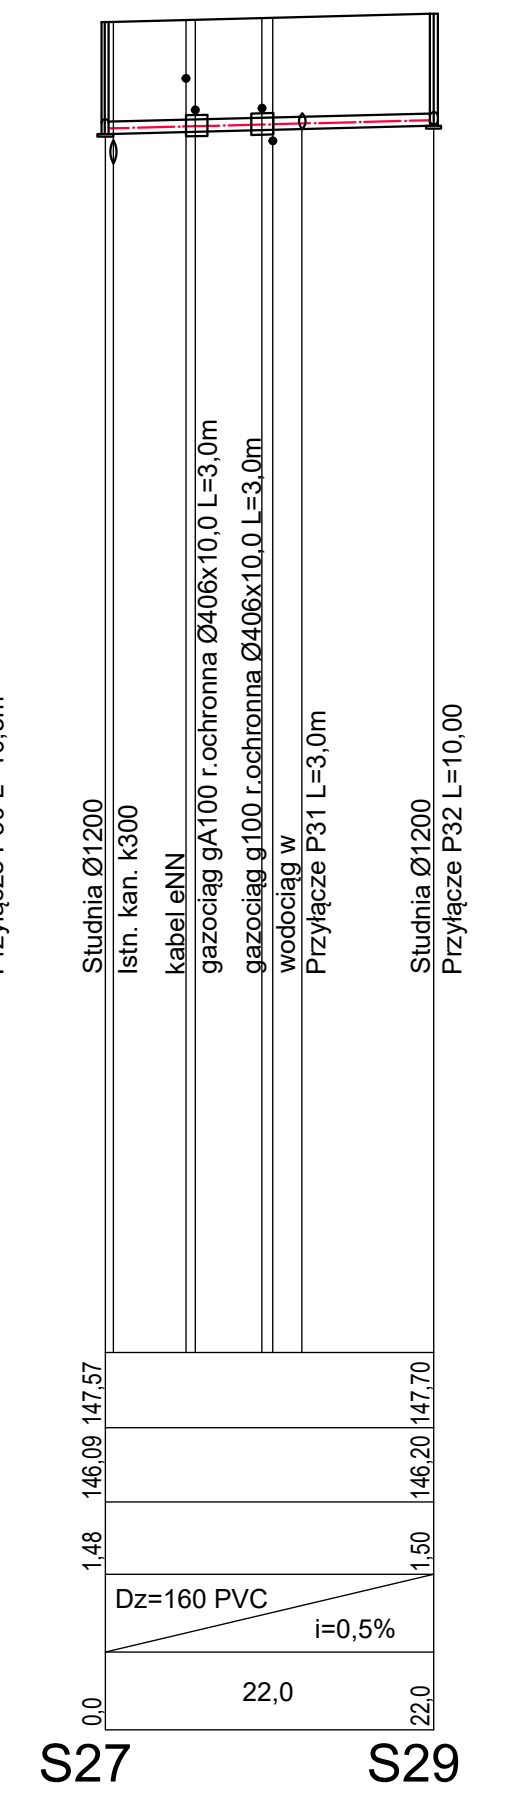 Studnia Ø1200
Istn. kan. k300
kabel eNN
gazociąg gA100 r.ochronna Ø406x10,0 L=3,0m
gazociąg g100 r.ochronna Ø406x10,0 L=3,0m
wodociąg w
Przyłącze P31 L=3,0m
Studnia Ø1200
Przyłącze P32 L=10,00
147,57 147,70
146,09 146,20
1,48 1,50
Dz=160 PVC
i=0,5%
0,0 22,0 22,0
S27 S29